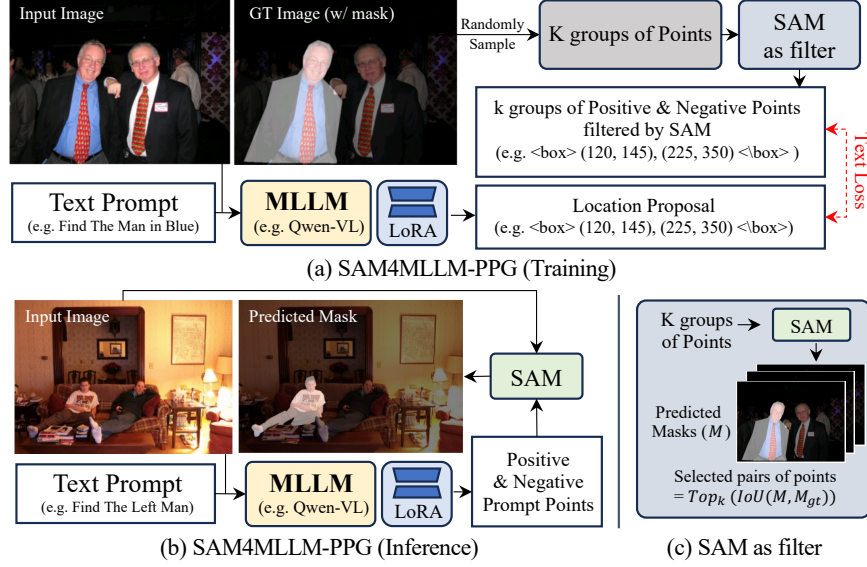 Input Image
GT Image (w/ mask)
Randomly
Sample
K groups of Points
SAM
as filter
k groups of Positive & Negative Points
filtered by SAM
(e.g. <box> (120, 145), (225, 350) <\box> )
Text Loss
Text Prompt
(e.g. Find The Man in Blue)
MLLM
(e.g. Qwen-VL)
LoRA
Location Proposal
(e.g. <box> (120, 145), (225, 350) <\box>)
(a) SAM4MLLM-PPG (Training)
Input Image
Predicted Mask
SAM
Text Prompt
(e.g. Find The Left Man)
MLLM
(e.g. Qwen-VL)
LoRA
Positive
& Negative
Prompt Points
(b) SAM4MLLM-PPG (Inference)
K groups
of Points
SAM
Predicted
Masks (M)
Selected pairs of points
= Top_k (IoU(M, M_gt))
(c) SAM as filter